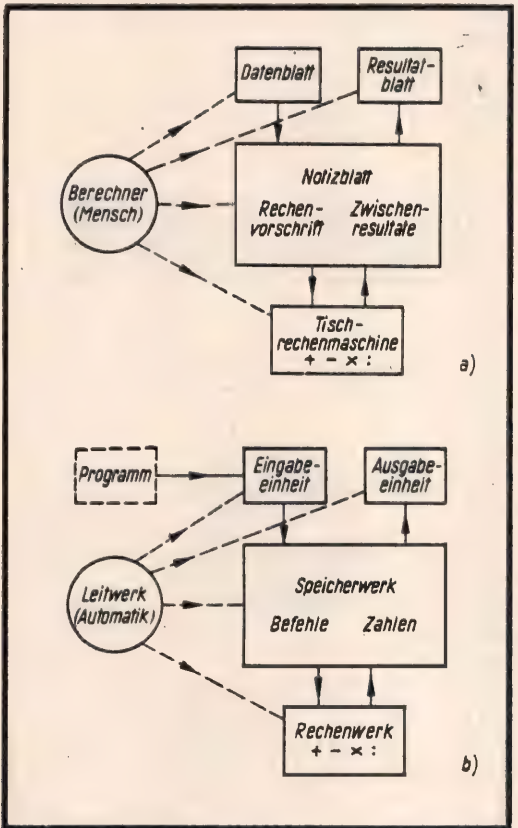 Datenblatt
Resultat-
blatt
Berechner
(Mensch)
Notizblatt
Rechen-
vorschrift
Zwischen-
resultate
Tisch-
rechenmaschine
+ - × :
a)
Programm
Eingabe-
einheit
Ausgabe-
einheit
Leitwerk
(Automatik)
Speicherwerk
Befehle Zahlen
Rechenwerk
+ - × :
b)